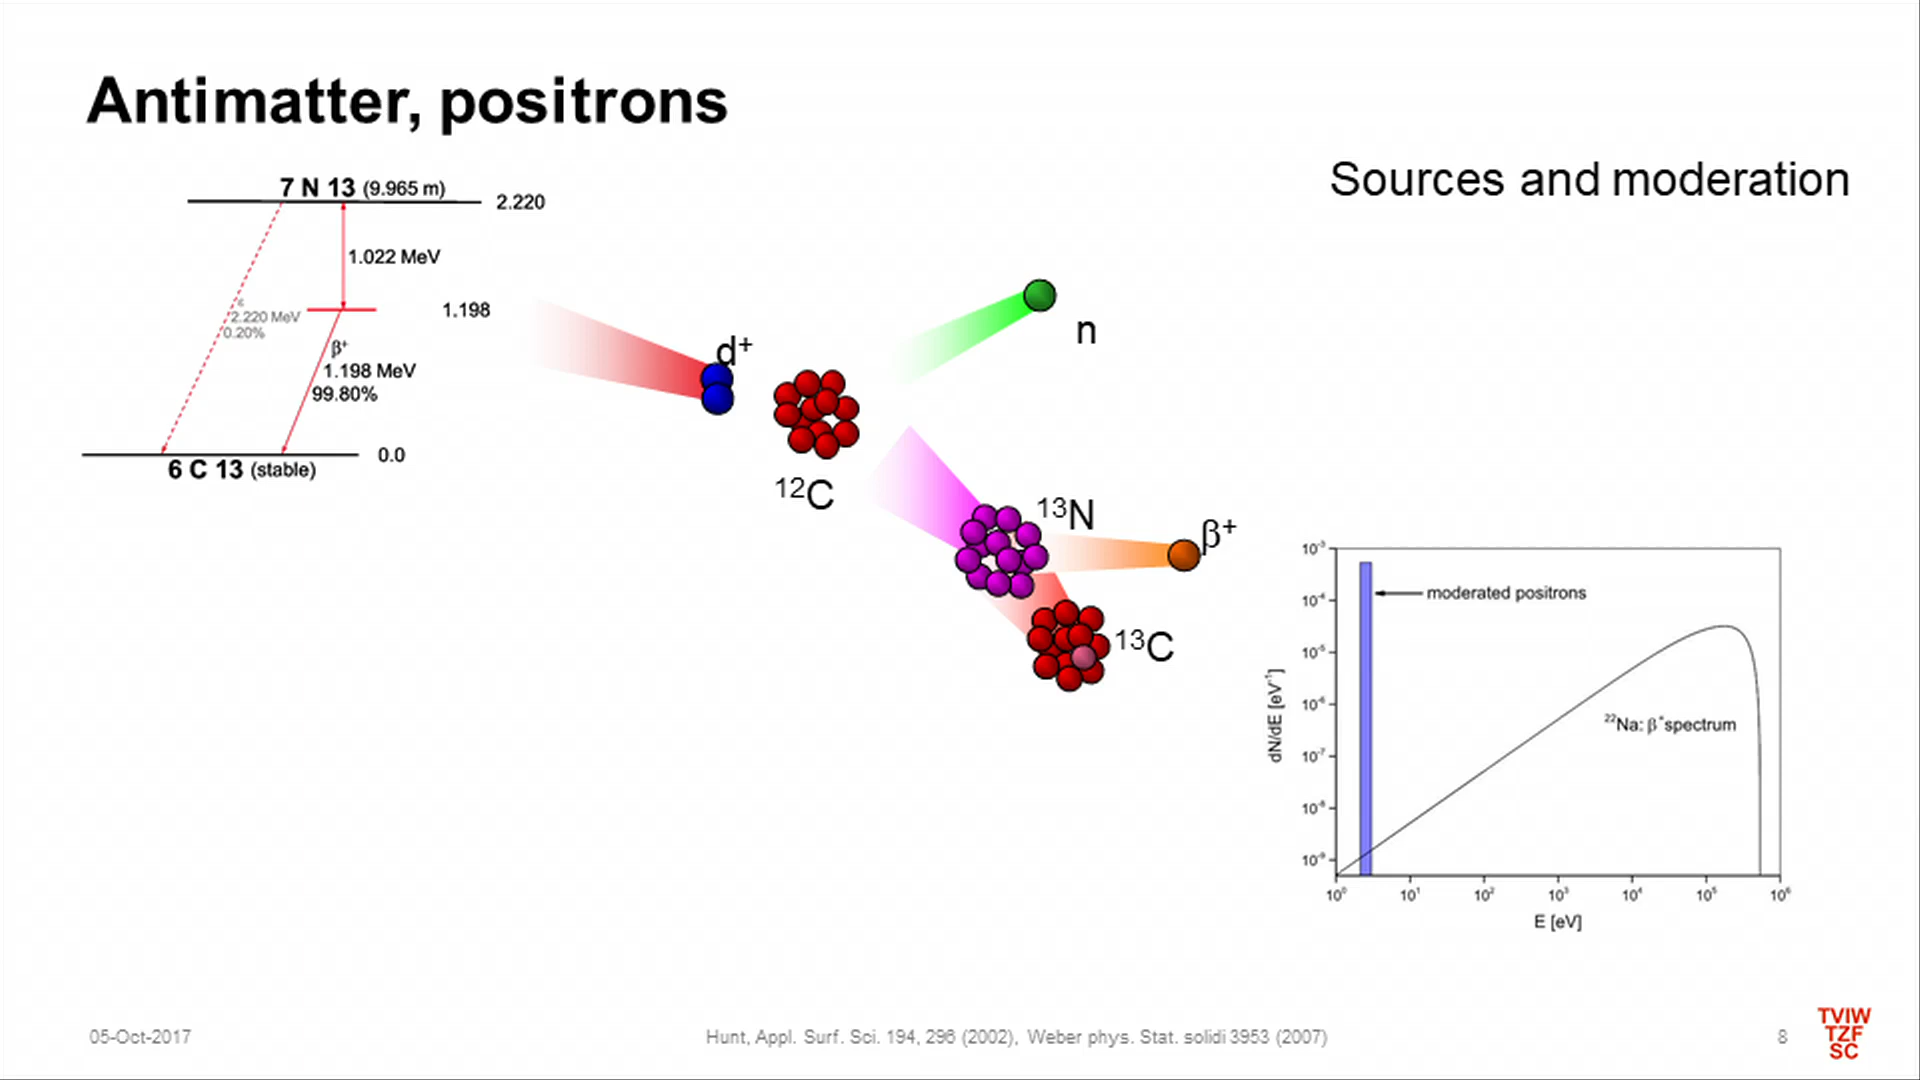 Antimatter, positrons
Sources and moderation
7 N 13 (9.965 m)
2.220
1.022 MeV
1.198
ε
2.220 MeV
0.20%
β⁺
1.198 MeV
99.80%
0.0
6 C 13 (stable)
d⁺
n
¹²C
¹³N
β⁺
¹³C
10⁻³
moderated positrons
10⁻⁴
10⁻⁵
10⁻⁶
²²Na: β⁺spectrum
10⁻⁷
10⁻⁸
10⁻⁹
dN/dE [eV⁻¹]
10⁰ 10¹ 10² 10³ 10⁴ 10⁵ 10⁶
E [eV]
05-Oct-2017
Hunt, Appl. Surf. Sci. 194, 296 (2002), Weber phys. Stat. solidi 3953 (2007)
8
TVIW
TZF
SC